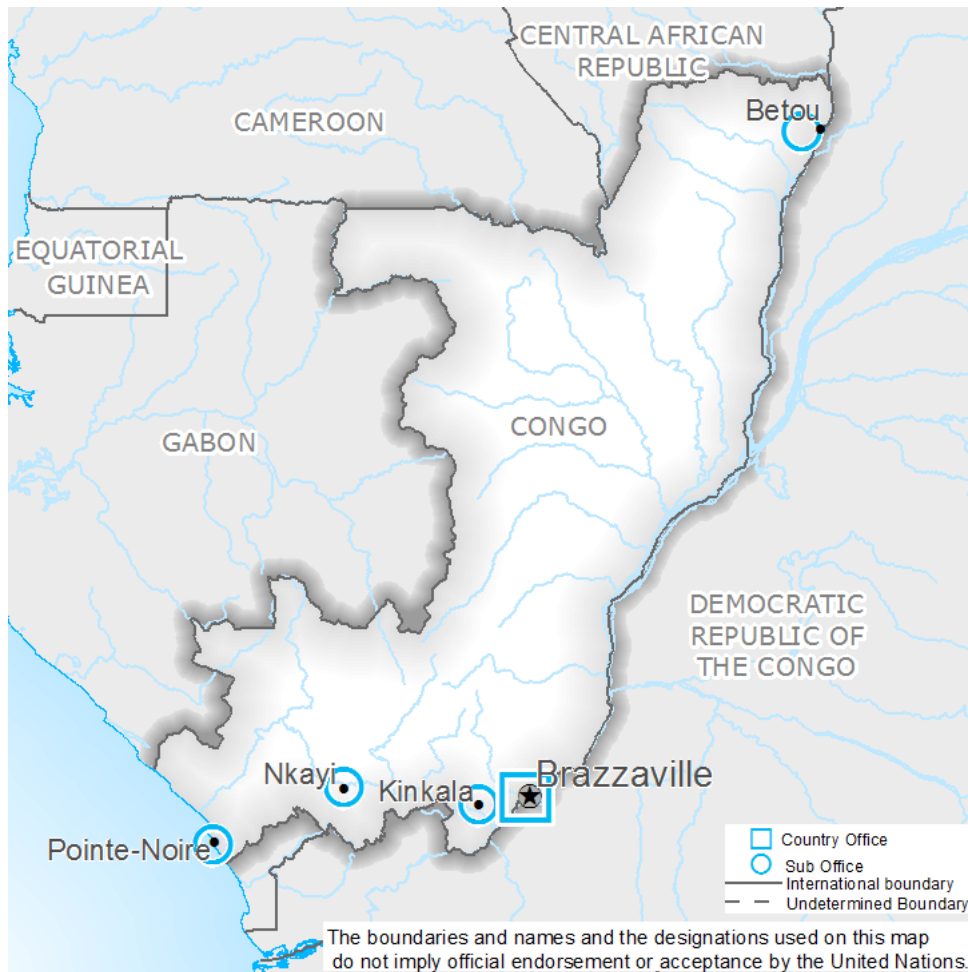 CENTRAL AFRICAN
REPUBLIC
Betou
CAMEROON
EQUATORIAL
GUINEA
GABON
CONGO
DEMOCRATIC
REPUBLIC OF
THE CONGO
Nkayi
Kinkala
Brazzaville
Pointe-Noire
Country Office
Sub Office
International boundary
Undetermined Boundary
The boundaries and names and the designations used on this map
do not imply official endorsement or acceptance by the United Nations.